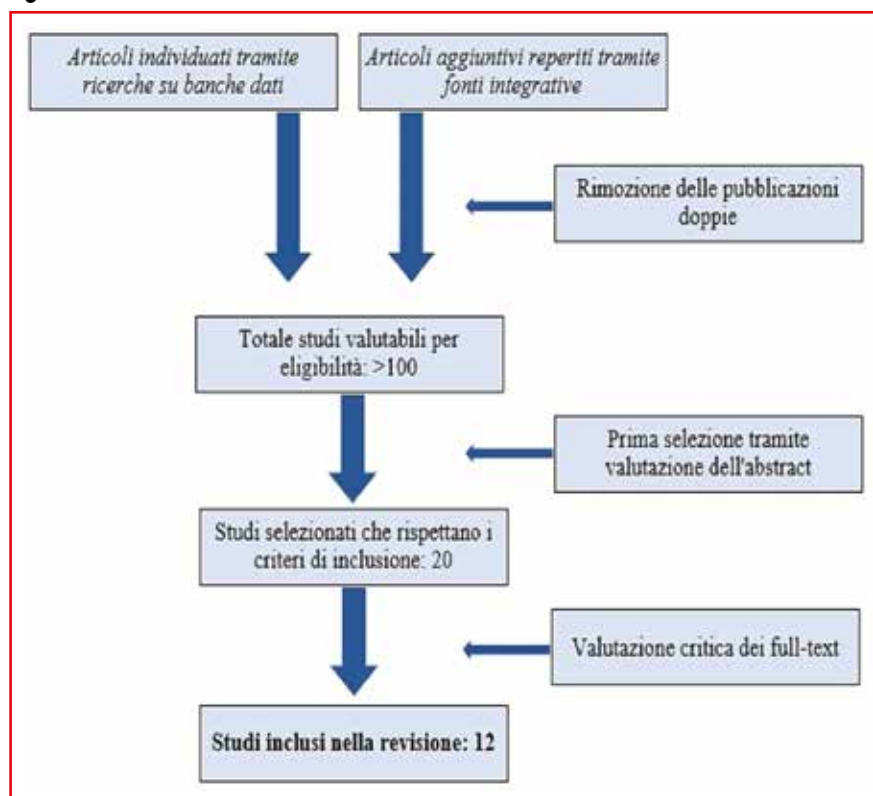 Articoli individuati tramite
ricerche su banche dati
Articoli aggiuntivi reperiti tramite
fonti integrative
Rimozione delle pubblicazioni
doppie
Totale studi valutabili per
eligibilità: >100
Prima selezione tramite
valutazione dell'abstract
Studi selezionati che rispettano i
criteri di inclusione: 20
Valutazione critica dei full-text
Studi inclusi nella revisione: 12